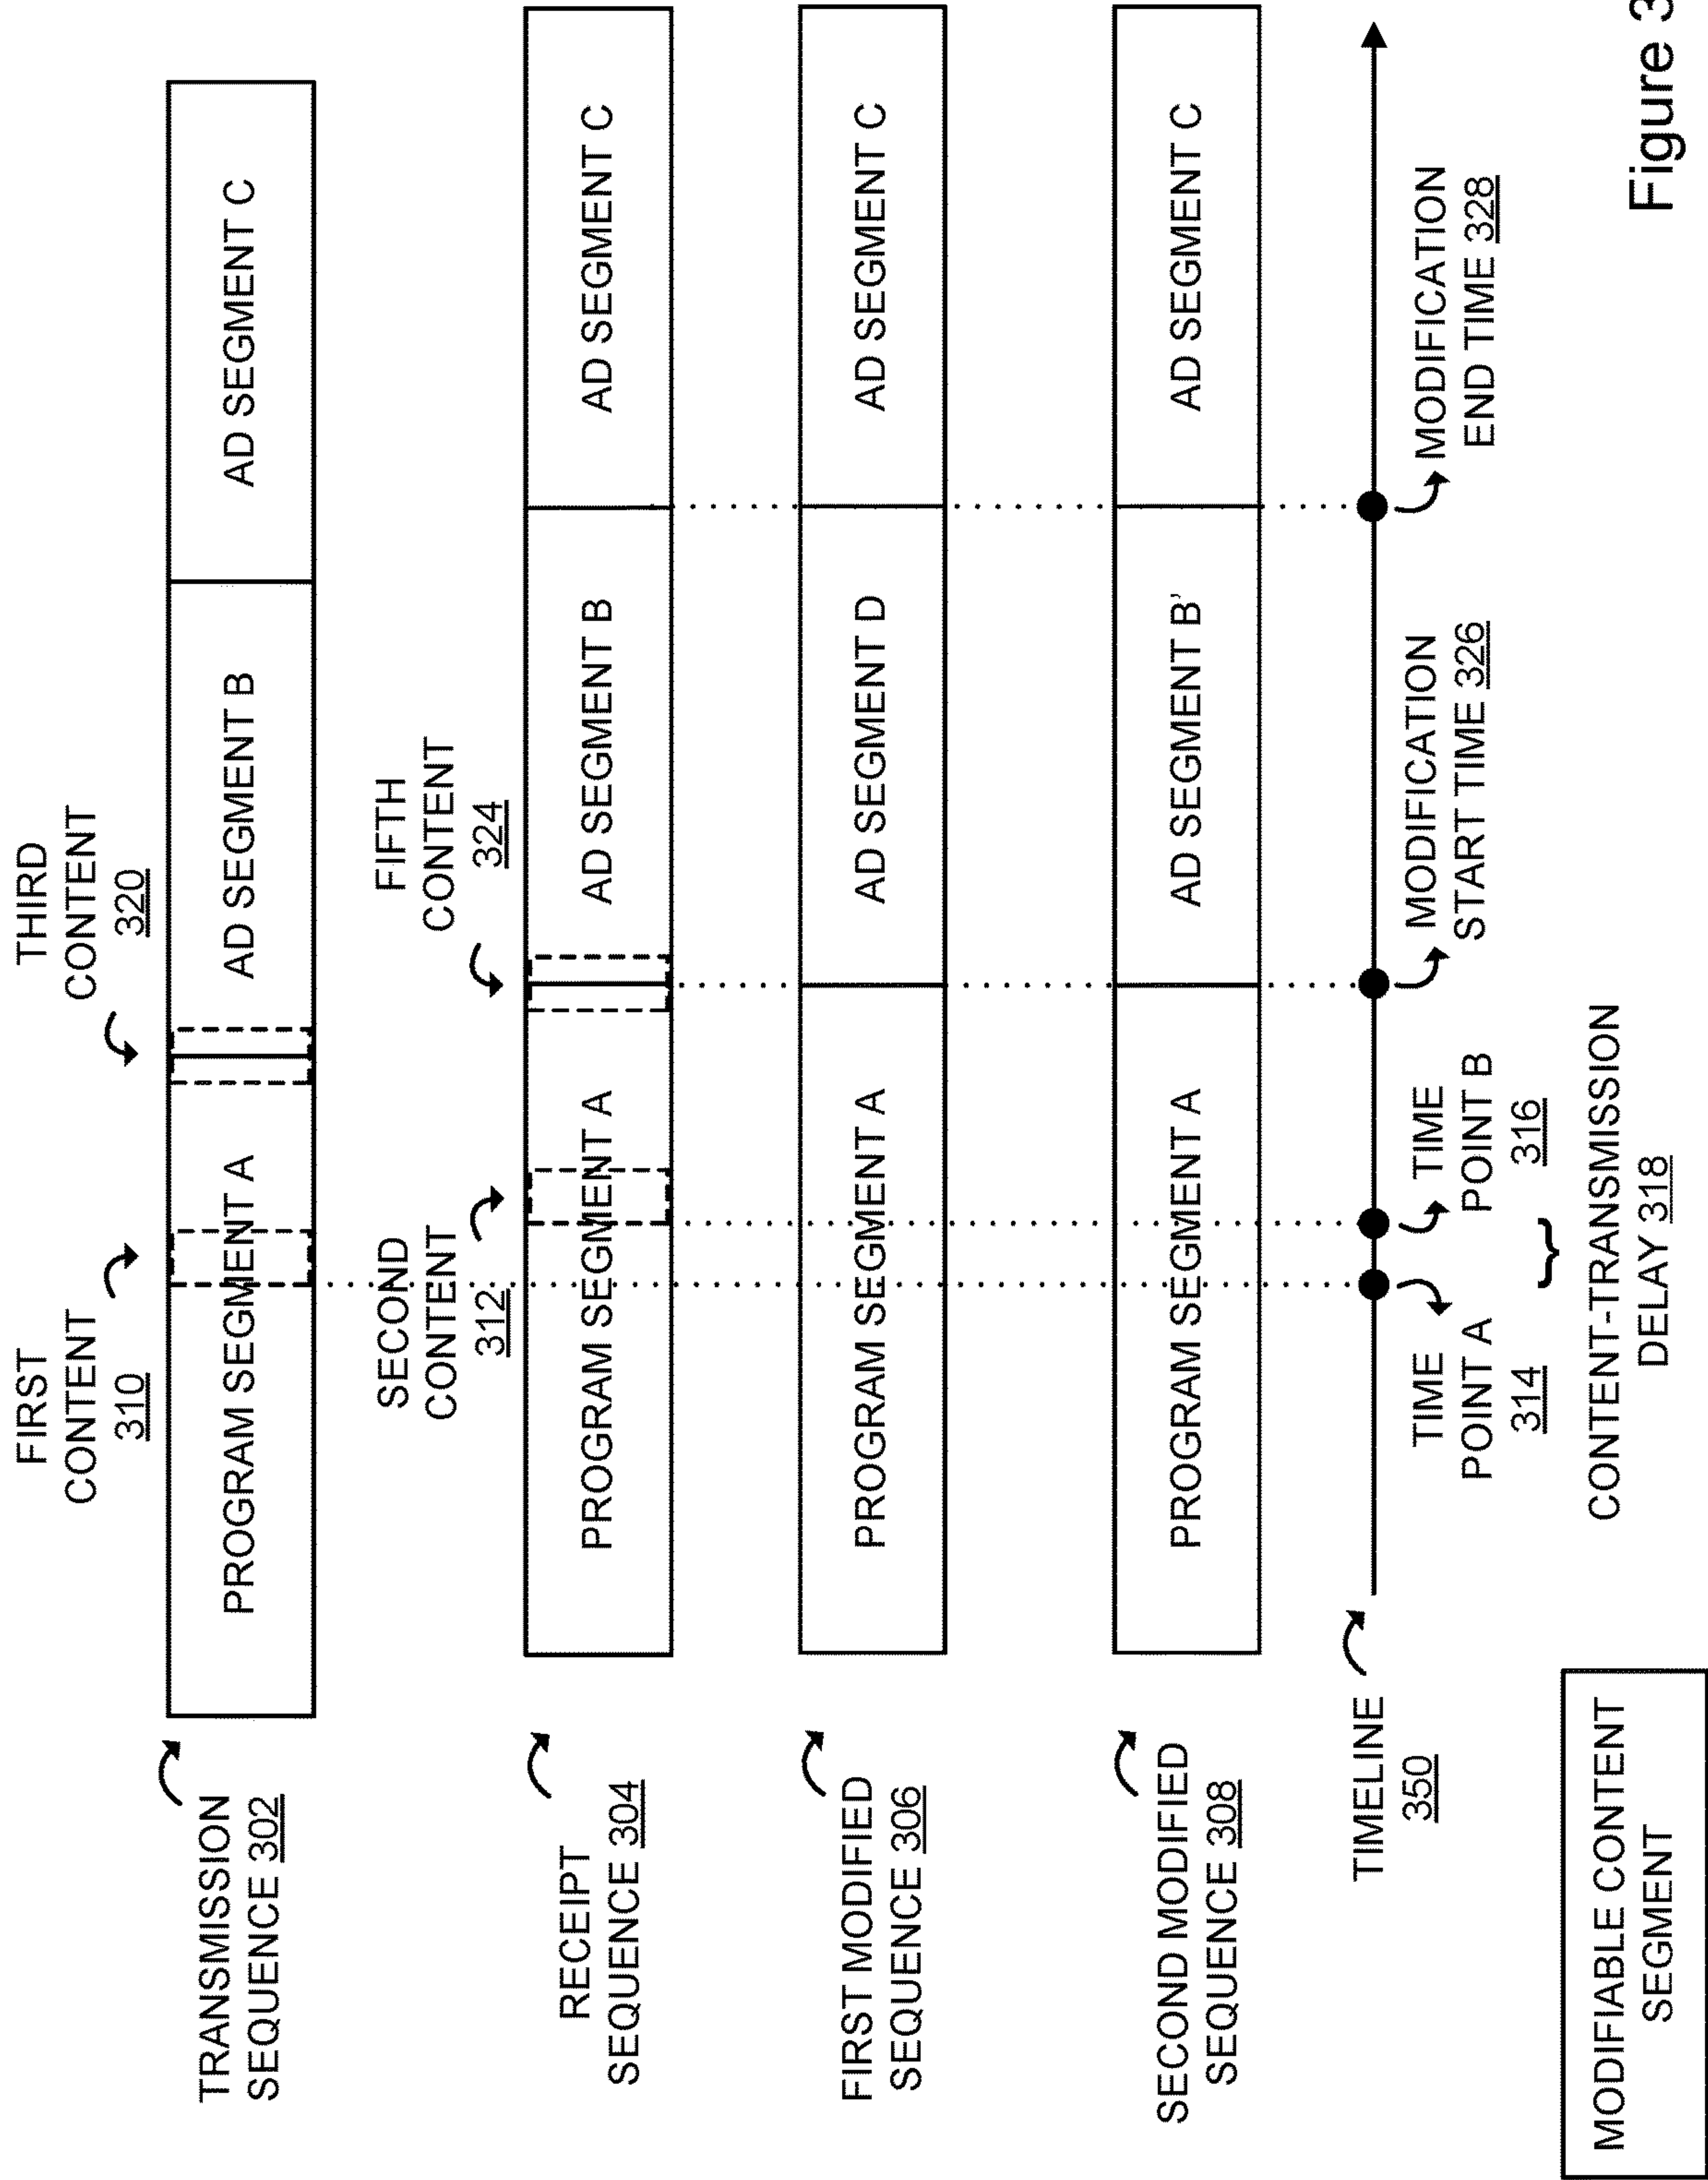 FIRST
CONTENT
310
THIRD
CONTENT
320
TRANSMISSION
SEQUENCE 302
PROGRAM SEGMENT A
AD SEGMENT B
AD SEGMENT C
SECOND
CONTENT
312
FIFTH
CONTENT
324
RECEIPT
SEQUENCE 304
PROGRAM SEGMENT A
AD SEGMENT B
AD SEGMENT C
FIRST MODIFIED
SEQUENCE 306
PROGRAM SEGMENT A
AD SEGMENT D
AD SEGMENT C
SECOND MODIFIED
SEQUENCE 308
PROGRAM SEGMENT A
AD SEGMENT B'
AD SEGMENT C
TIMELINE
350
TIME
POINT A
314
TIME
POINT B
316
MODIFICATION
START TIME 326
MODIFICATION
END TIME 328
CONTENT-TRANSMISSION
DELAY 318
MODIFIABLE CONTENT
SEGMENT
Figure 3